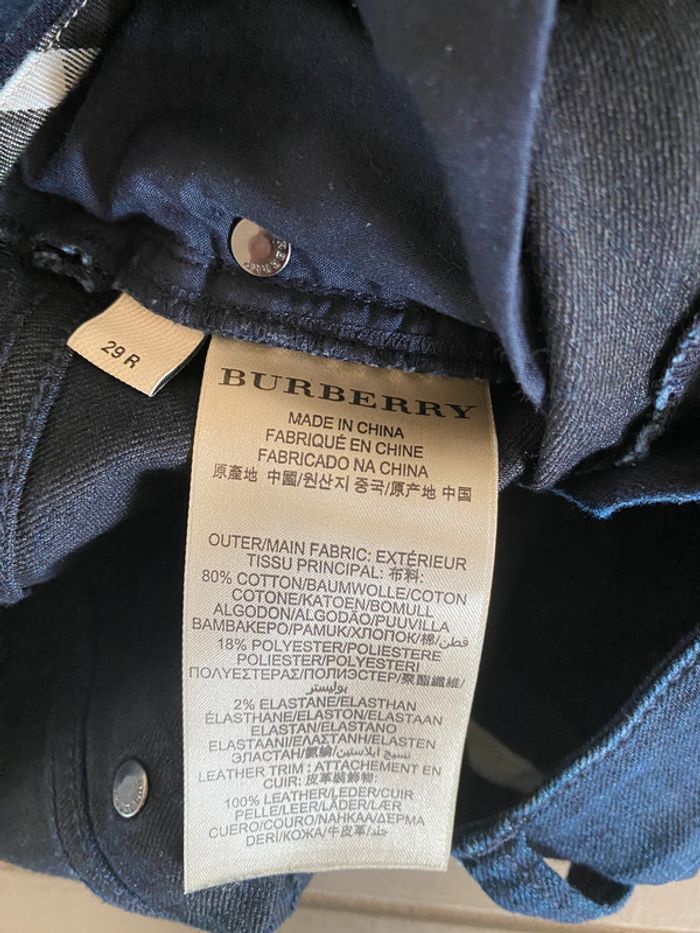 29 R
BURBERRY
MADE IN CHINA
FABRIQUÉ EN CHINE
FABRICADO NA CHINA
原產地 中國/원산지 중국/原产地 中国
OUTER/MAIN FABRIC: EXTÉRIEUR
TISSU PRINCIPAL: 布料:
80% COTTON/BAUMWOLLE/COTON
COTONE/KATOEN/BOMULL
ALGODON/ALGODÃO/PUUVILLA
BAMBAKEPO/PAMUK/ХЛОПОК/棉/قطن
18% POLYESTER/POLIESTERE
POLIESTER/POLYESTERI
ΠΟΛΥΕΣΤΕΡΑΣ/ПОЛИЭСТЕР/聚酯纖維/
بوليستر
2% ELASTANE/ELASTHAN
ÉLASTHANE/ELASTON/ELASTAAN
ELASTAN/ELASTANO
ELASTAANI/ΕΛΑΣΤΑΝΗ/ELASTEN
ЭЛАСТАН/氨綸/نسيج ايلاستين
LEATHER TRIM : ATTACHEMENT EN
CUIR: 皮革裝飾物:
100% LEATHER/LEDER/CUIR
PELLE/LEER/LÄDER/LÆR
CUERO/COURO/NAHKAA/ΔΕΡΜΑ
DERI/КОЖА/牛皮革/جلد